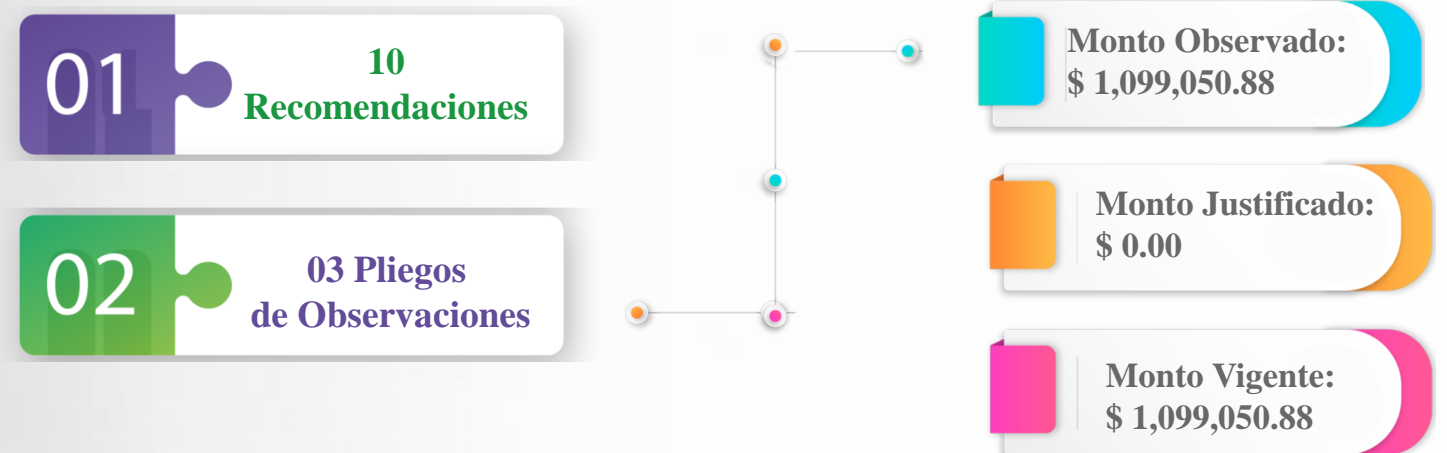 01
10
Recomendaciones
02
03 Pliegos
de Observaciones
Monto Observado:
$ 1,099,050.88
Monto Justificado:
$ 0.00
Monto Vigente:
$ 1,099,050.88